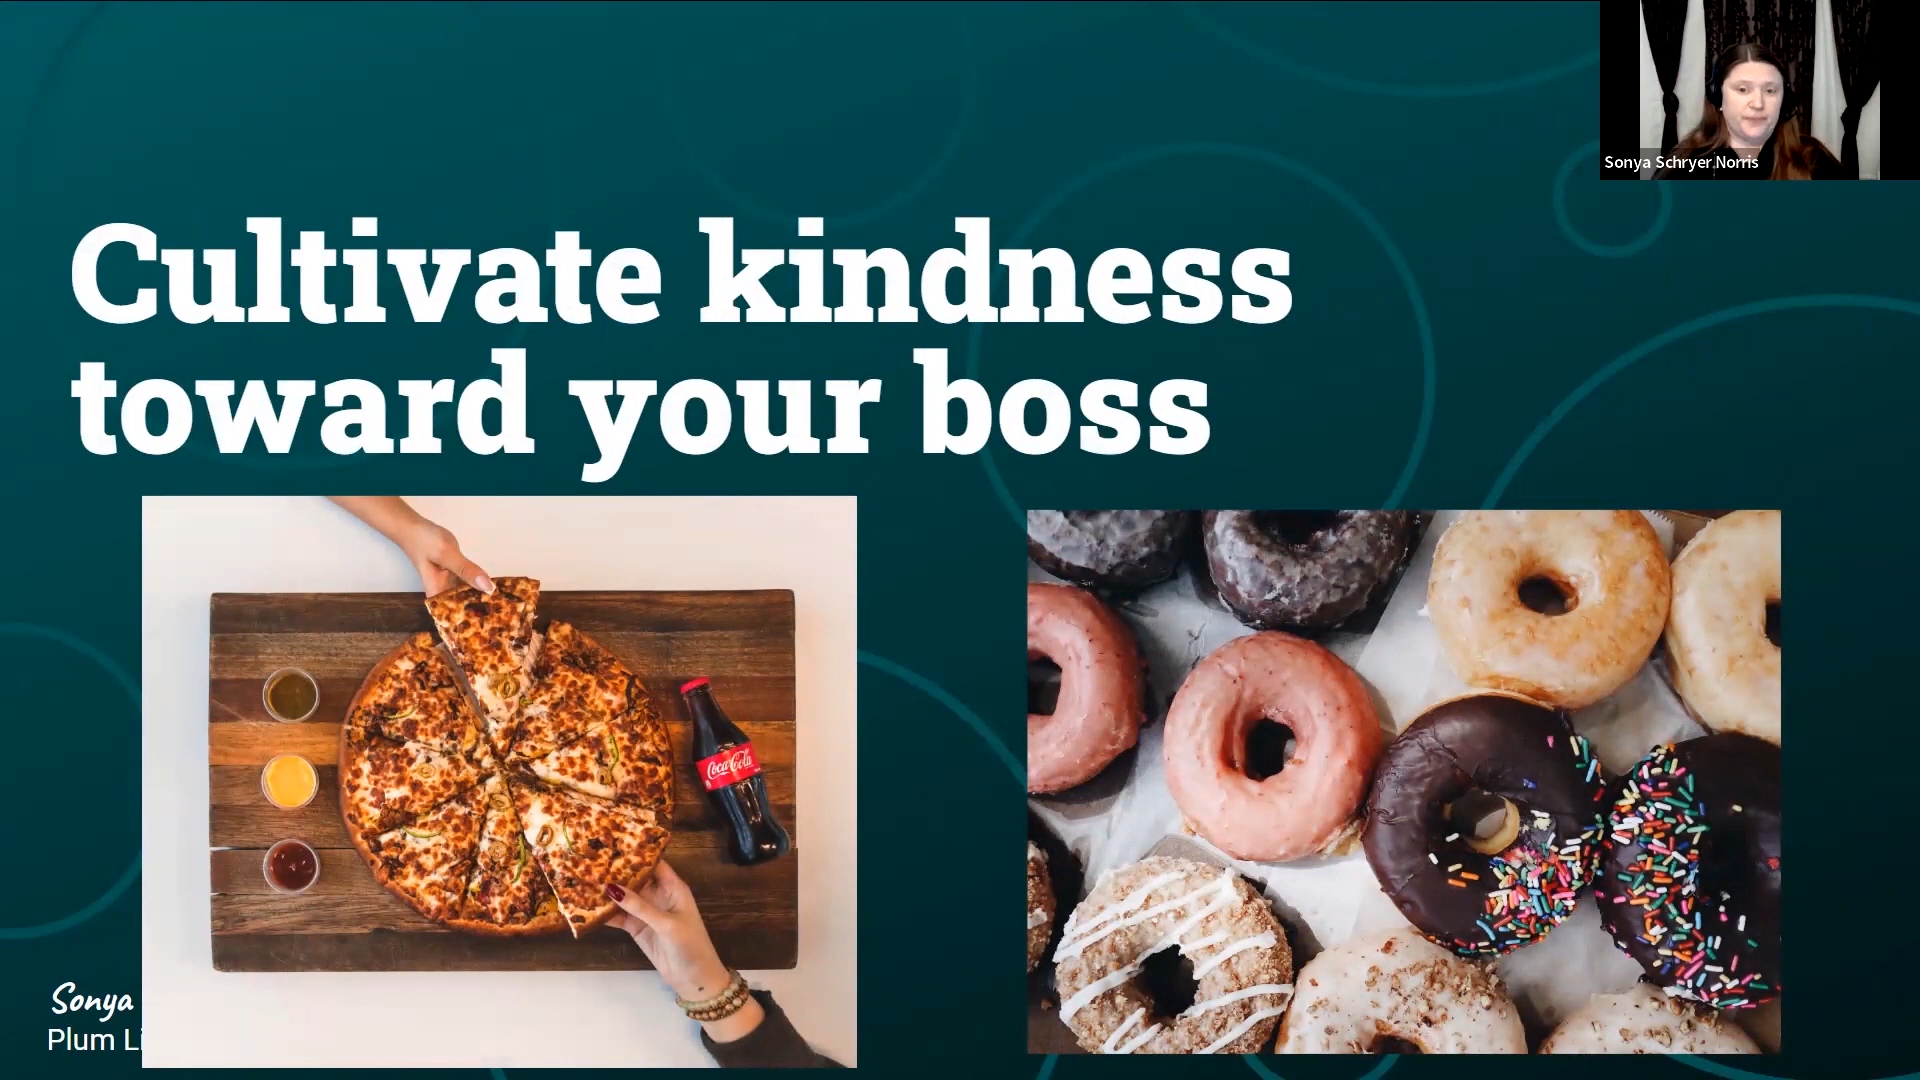 Sonya Schryer Norris
Cultivate kindness
toward your boss
Coca-Cola
Sonya
Plum Li